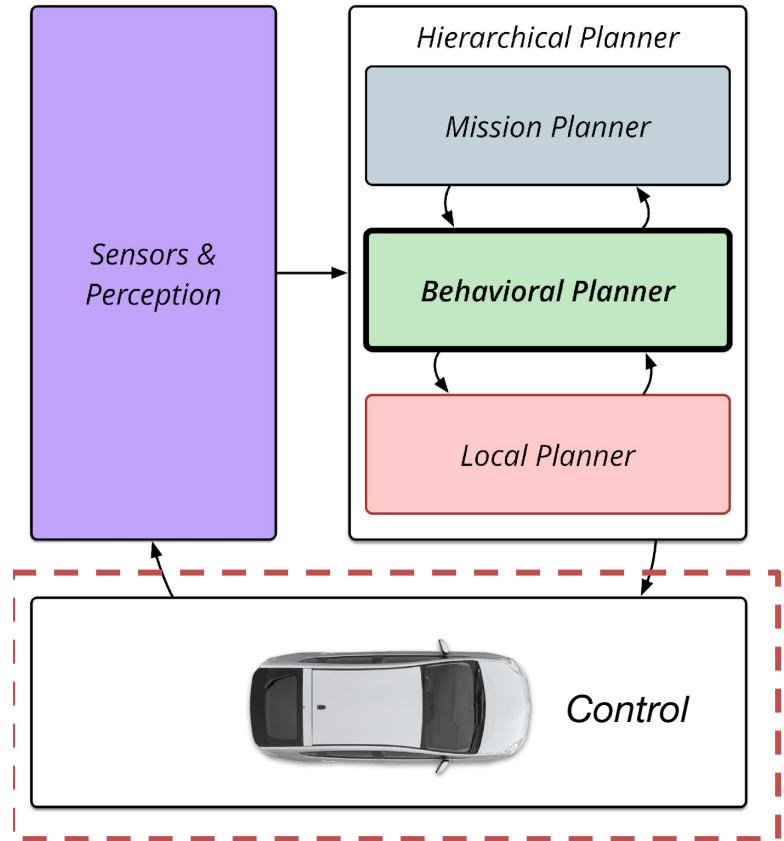 Hierarchical Planner
Mission Planner
Sensors &
Perception
Behavioral Planner
Local Planner
Control